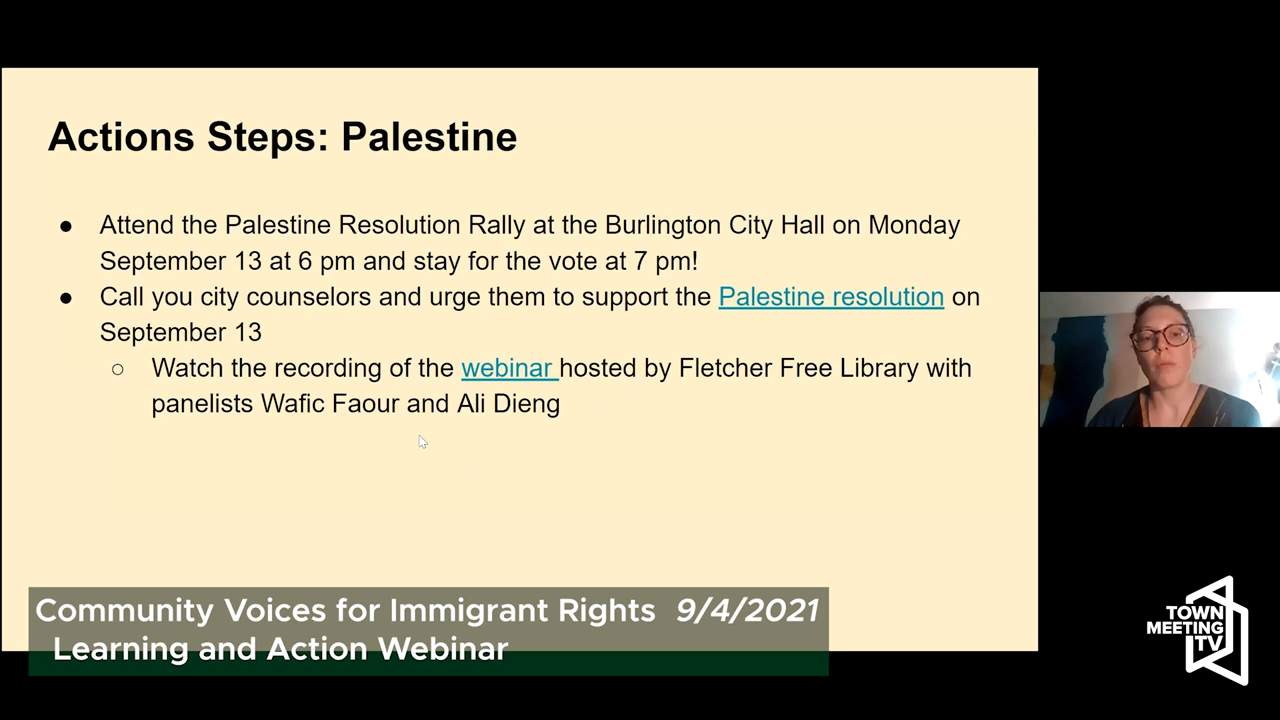 Actions Steps: Palestine
● Attend the Palestine Resolution Rally at the Burlington City Hall on Monday
September 13 at 6 pm and stay for the vote at 7 pm!
● Call you city counselors and urge them to support the Palestine resolution on
September 13
○ Watch the recording of the webinar hosted by Fletcher Free Library with
panelists Wafic Faour and Ali Dieng
Community Voices for Immigrant Rights 9/4/2021
Learning and Action Webinar
TOWN
MEETING
TV